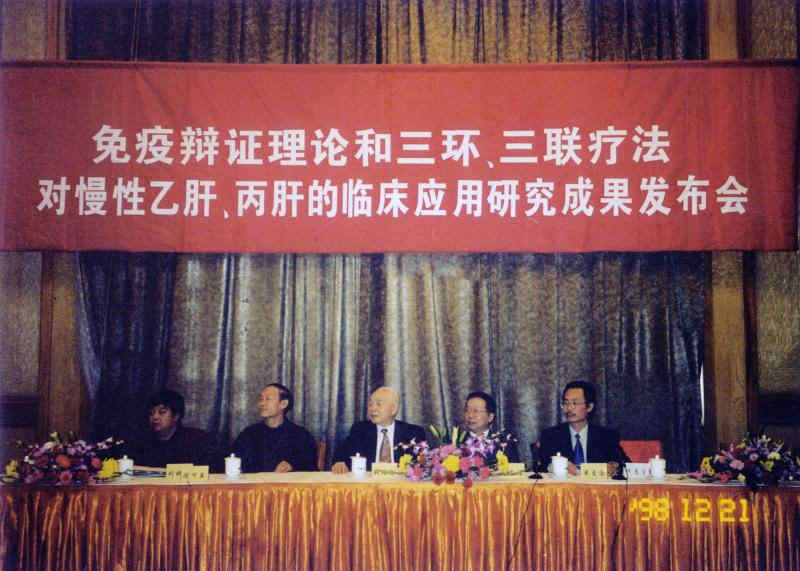 免疫辩证理论和三环、三联疗法
对慢性乙肝、丙肝的临床应用研究成果发布会
'98 12 21